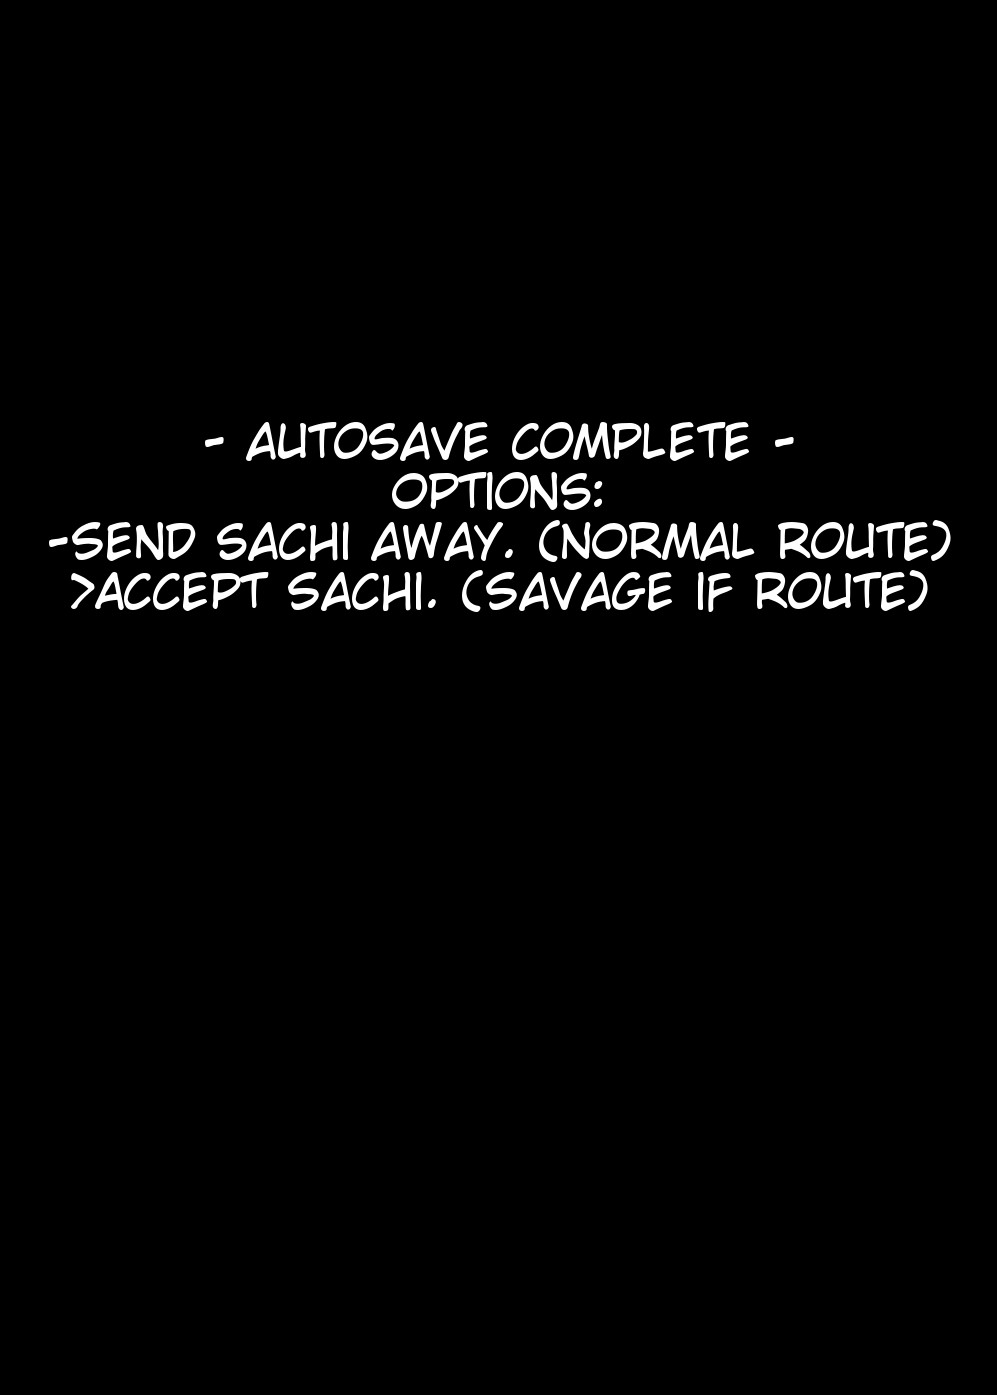 - AUTOSAVE COMPLETE -
OPTIONS:
-SEND SACHI AWAY. (NORMAL ROUTE)
>ACCEPT SACHI. (SAVAGE IF ROUTE)